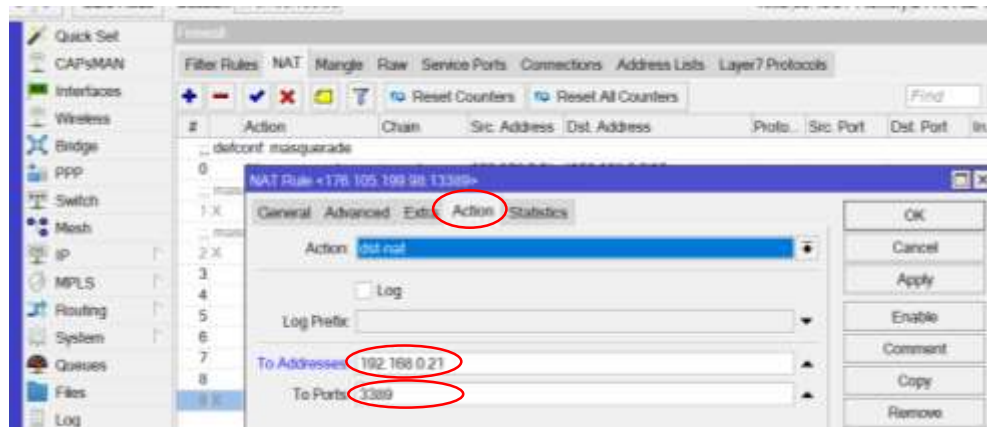 Quick Set
CAPsMAN
Interfaces
Wireless
Bridge
PPP
Switch
Mesh
IP
MPLS
Routing
System
Queues
Files
Log
Firewall
Filter Rules NAT Mangle Raw Service Ports Connections Address Lists Layer7 Protocols
Reset Counters Reset All Counters Find
# Action Chain Src. Address Dst. Address Proto... Src. Port Dst. Port
... defconf: masquerade
0
1 X
2 X
3
4
5
6
7
8
9 X
NAT Rule <176.105.199.98:13389>
General Advanced Extra Action Statistics
Action: dst-nat
Log
Log Prefix:
To Addresses: 192.168.0.21
To Ports: 3389
OK
Cancel
Apply
Enable
Comment
Copy
Remove